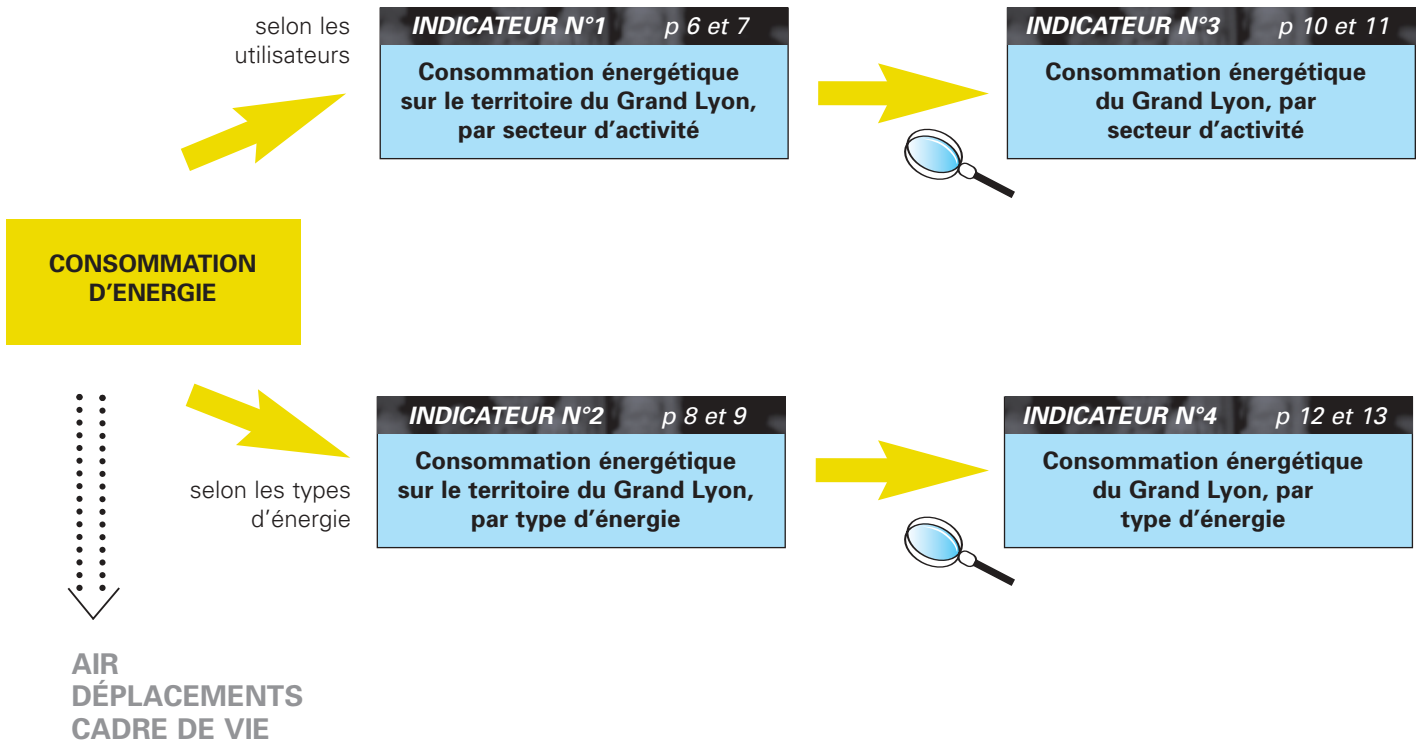 selon les
utilisateurs
INDICATEUR N°1 p 6 et 7
Consommation énergétique
sur le territoire du Grand Lyon,
par secteur d'activité
INDICATEUR N°3 p 10 et 11
Consommation énergétique
du Grand Lyon, par
secteur d'activité
CONSOMMATION
D'ENERGIE
selon les types
d'énergie
INDICATEUR N°2 p 8 et 9
Consommation énergétique
sur le territoire du Grand Lyon,
par type d'énergie
INDICATEUR N°4 p 12 et 13
Consommation énergétique
du Grand Lyon, par
type d'énergie
AIR
DÉPLACEMENTS
CADRE DE VIE